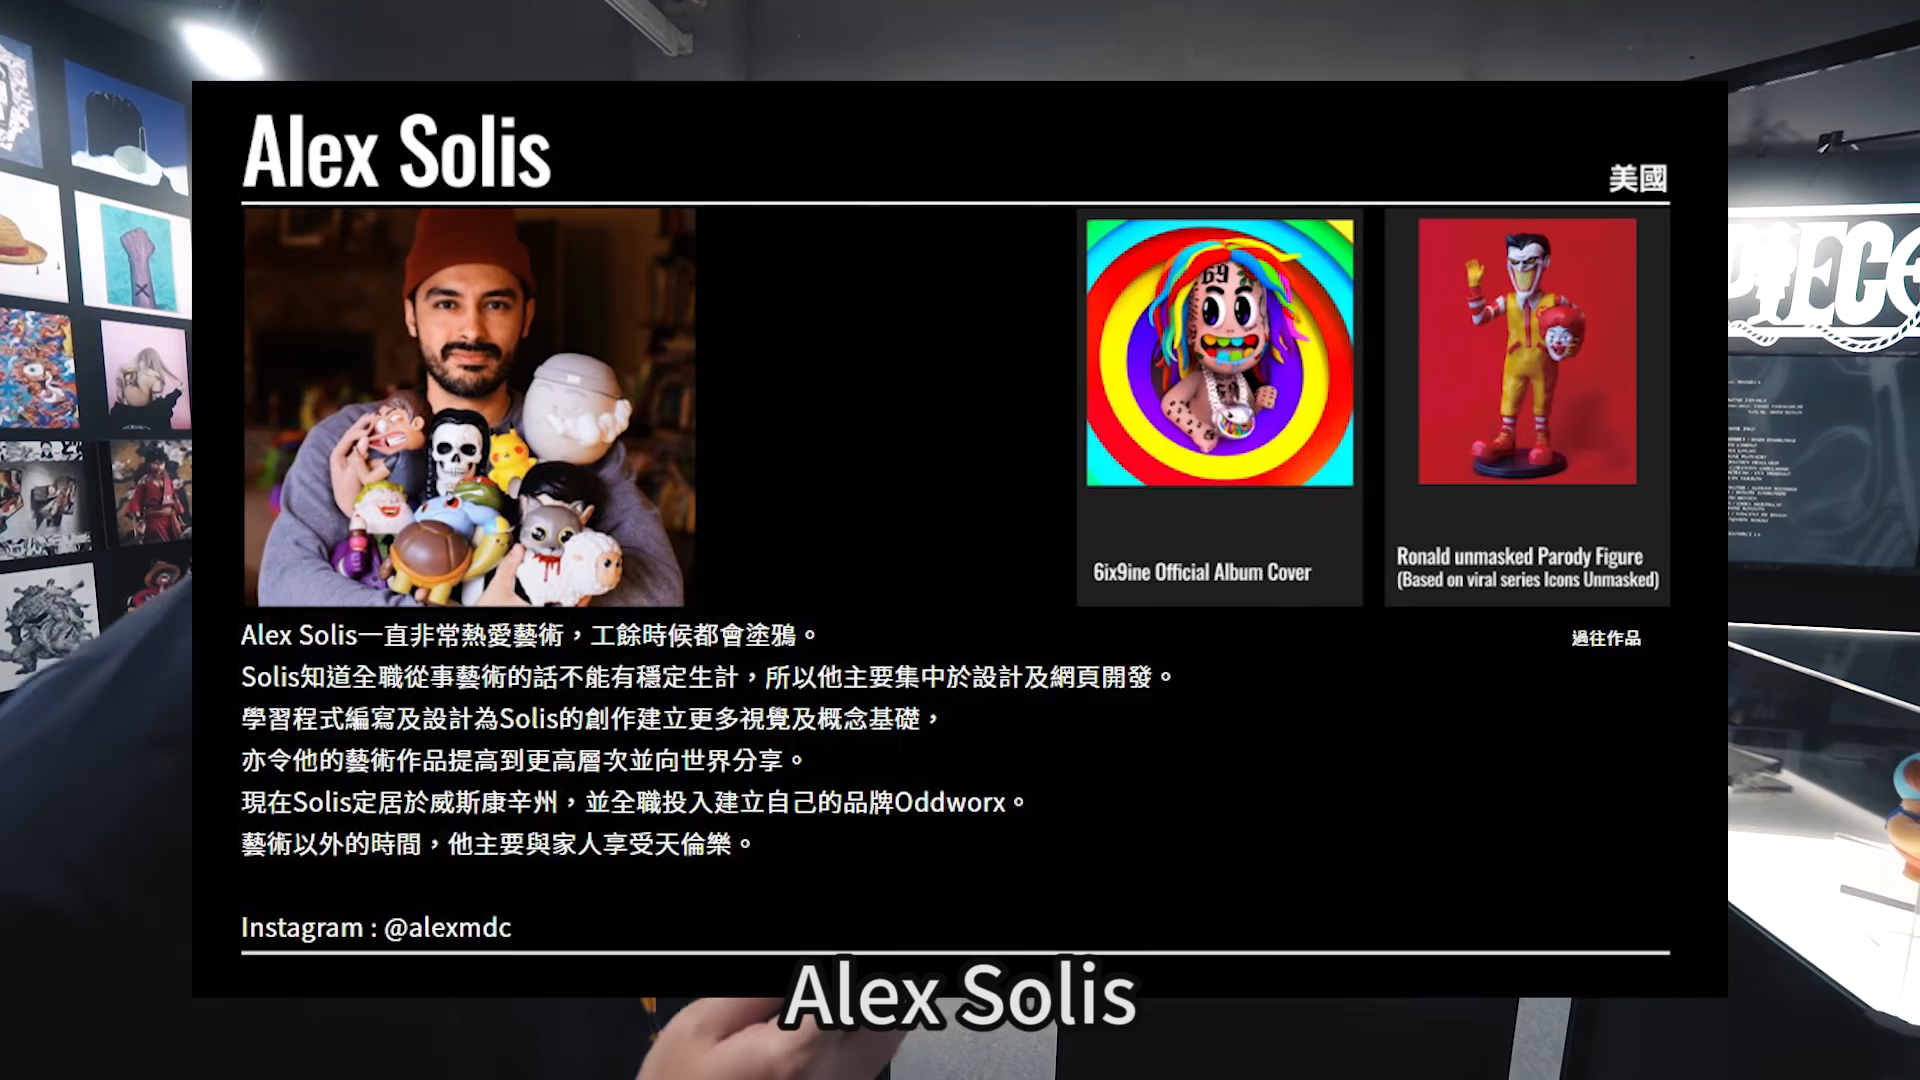 Alex Solis
美國
69
6ix9ine Official Album Cover
Ronald unmasked Parody Figure
(Based on viral series Icons Unmasked)
過往作品
Alex Solis一直非常熱愛藝術，工餘時候都會塗鴉。
Solis知道全職從事藝術的話不能有穩定生計，所以他主要集中於設計及網頁開發。
學習程式編寫及設計為Solis的創作建立更多視覺及概念基礎，
亦令他的藝術作品提高到更高層次並向世界分享。
現在Solis定居於威斯康辛州，並全職投入建立自己的品牌Oddworx。
藝術以外的時間，他主要與家人享受天倫樂。
Instagram : @alexmdc
Alex Solis
PIECE